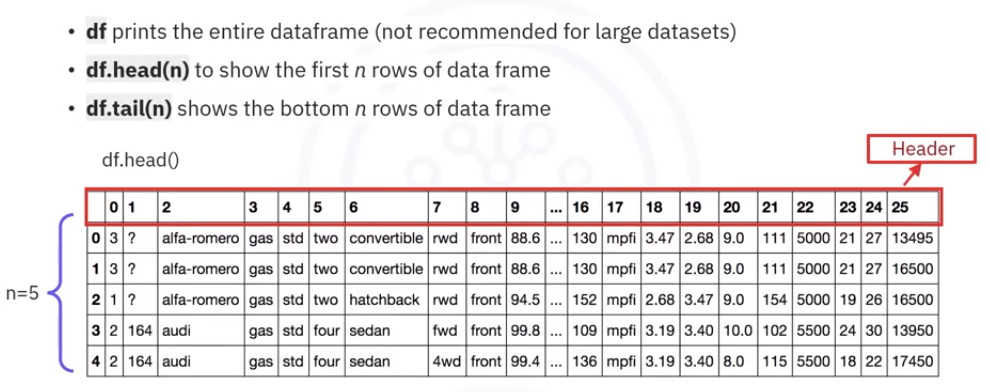 • df prints the entire dataframe (not recommended for large datasets)
• df.head(n) to show the first n rows of data frame
• df.tail(n) shows the bottom n rows of data frame
Header
df.head()
0 1 2 3 4 5 6 7 8 9 ... 16 17 18 19 20 21 22 23 24 25
0 3 ? alfa-romero gas std two convertible rwd front 88.6 ... 130 mpfi 3.47 2.68 9.0 111 5000 21 27 13495
1 3 ? alfa-romero gas std two convertible rwd front 88.6 ... 130 mpfi 3.47 2.68 9.0 111 5000 21 27 16500
n=5
2 1 ? alfa-romero gas std two hatchback rwd front 94.5 ... 152 mpfi 2.68 3.47 9.0 154 5000 19 26 16500
3 2 164 audi gas std four sedan fwd front 99.8 ... 109 mpfi 3.19 3.40 10.0 102 5500 24 30 13950
4 2 164 audi gas std four sedan 4wd front 99.4 ... 136 mpfi 3.19 3.40 8.0 115 5500 18 22 17450